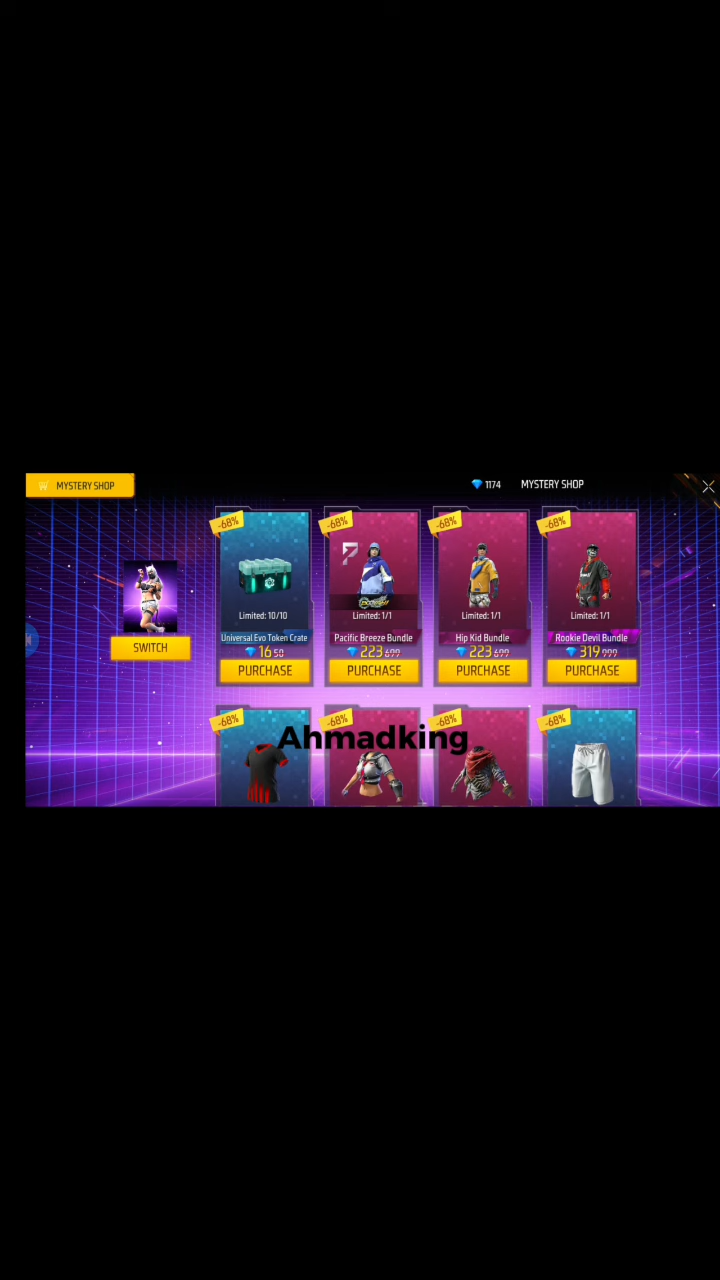 MYSTERY SHOP
1174
MYSTERY SHOP
-68%
-68%
-68%
-68%
Limited: 10/10
Limited: 1/1
Limited: 1/1
Limited: 1/1
Universal Evo Token Crate
Pacific Breeze Bundle
Hip Kid Bundle
Rookie Devil Bundle
16 50
223 699
223 699
319 999
SWITCH
PURCHASE
PURCHASE
PURCHASE
PURCHASE
-68%
-68%
-68%
-68%
Ahmadking